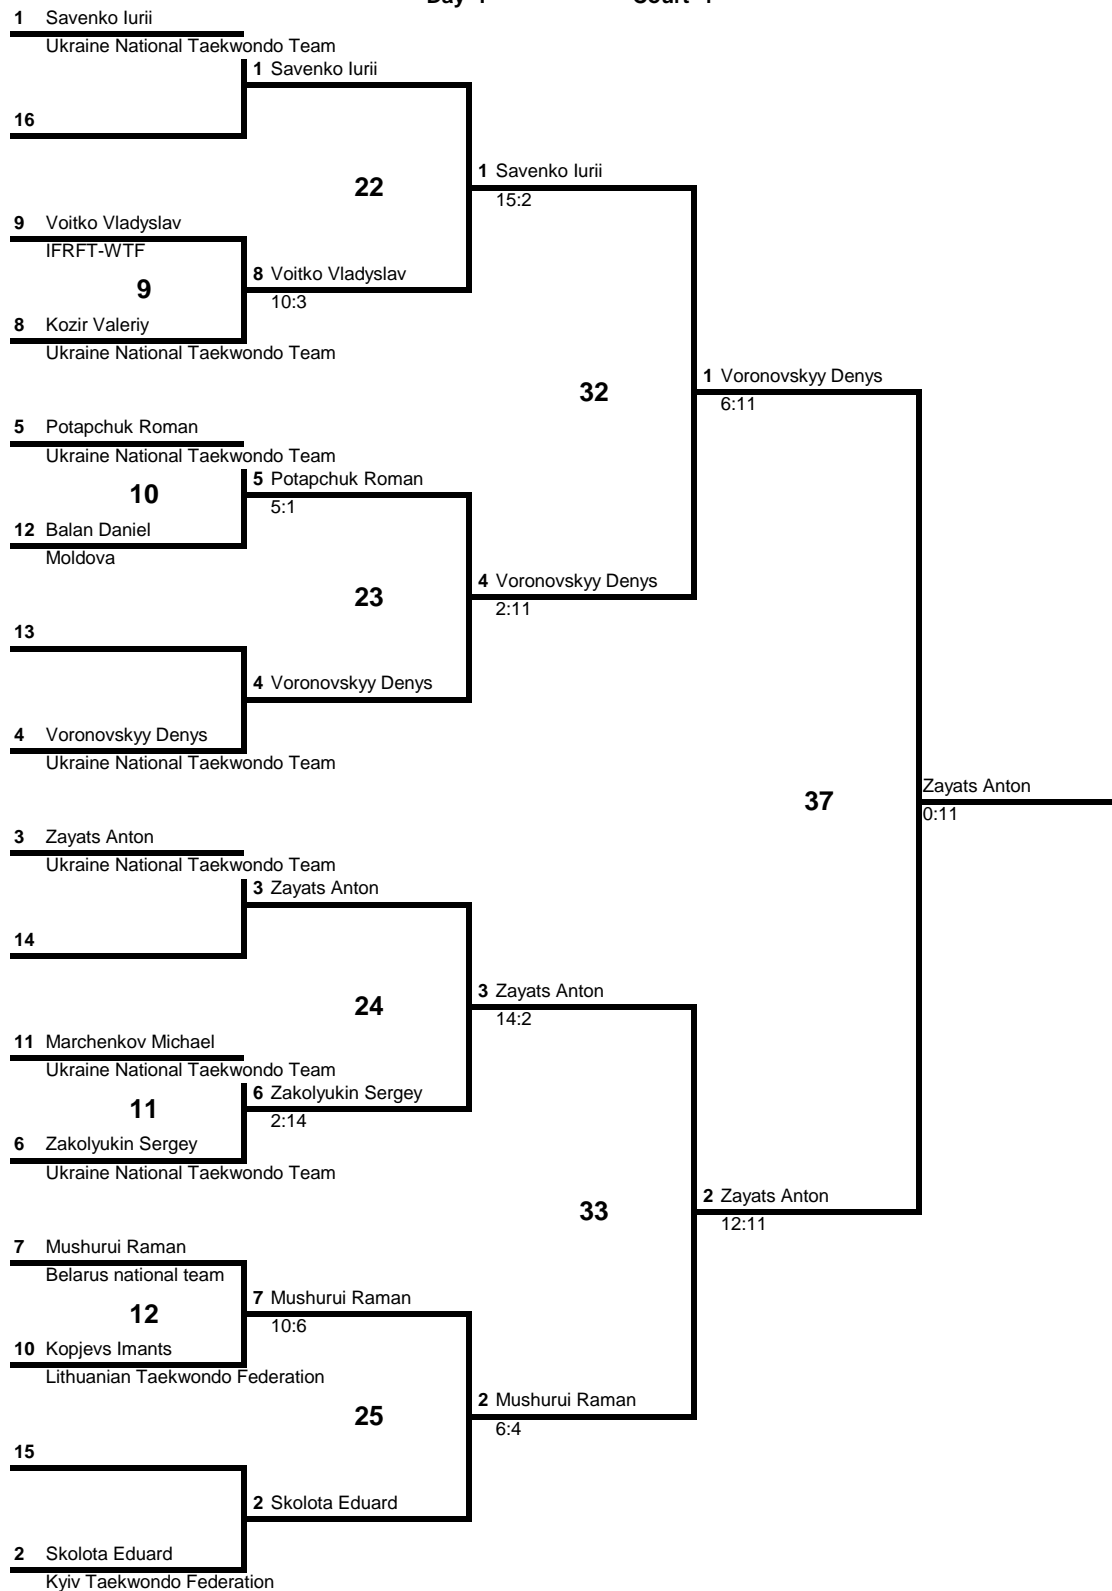 1 Savenko Iurii
Ukraine National Taekwondo Team
1 Savenko Iurii
16
1 Savenko Iurii
22
15:2
9 Voitko Vladyslav
IFRFT-WTF
8 Voitko Vladyslav
9
10:3
8 Kozir Valeriy
Ukraine National Taekwondo Team
1 Voronovskyy Denys
32
6:11
5 Potapchuk Roman
Ukraine National Taekwondo Team
5 Potapchuk Roman
10
5:1
12 Balan Daniel
Moldova
4 Voronovskyy Denys
23
2:11
13
4 Voronovskyy Denys
4 Voronovskyy Denys
Ukraine National Taekwondo Team
Zayats Anton
37
0:11
3 Zayats Anton
Ukraine National Taekwondo Team
3 Zayats Anton
14
3 Zayats Anton
24
14:2
11 Marchenkov Michael
Ukraine National Taekwondo Team
6 Zakolyukin Sergey
11
2:14
6 Zakolyukin Sergey
Ukraine National Taekwondo Team
2 Zayats Anton
33
12:11
7 Mushurui Raman
Belarus national team
7 Mushurui Raman
12
10:6
10 Kopjevs Imants
Lithuanian Taekwondo Federation
2 Mushurui Raman
25
6:4
15
2 Skolota Eduard
2 Skolota Eduard
Kyiv Taekwondo Federation